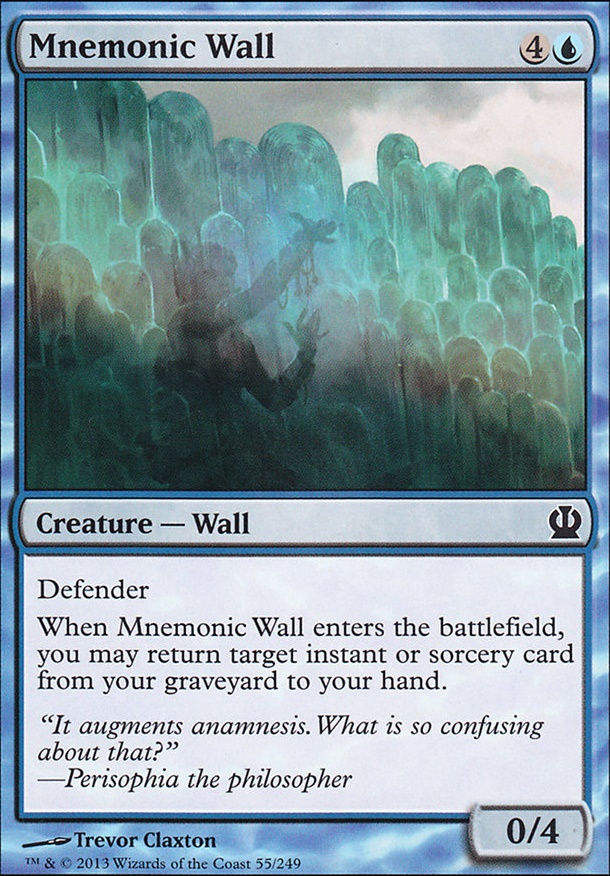 Mnemonic Wall 4
Creature — Wall
Defender
When Mnemonic Wall enters the battlefield,
you may return target instant or sorcery card
from your graveyard to your hand.
“It augments anamnesis. What is so confusing
about that?”
—Perisophia the philosopher
0/4
Trevor Claxton
™ & © 2013 Wizards of the Coast 55/249